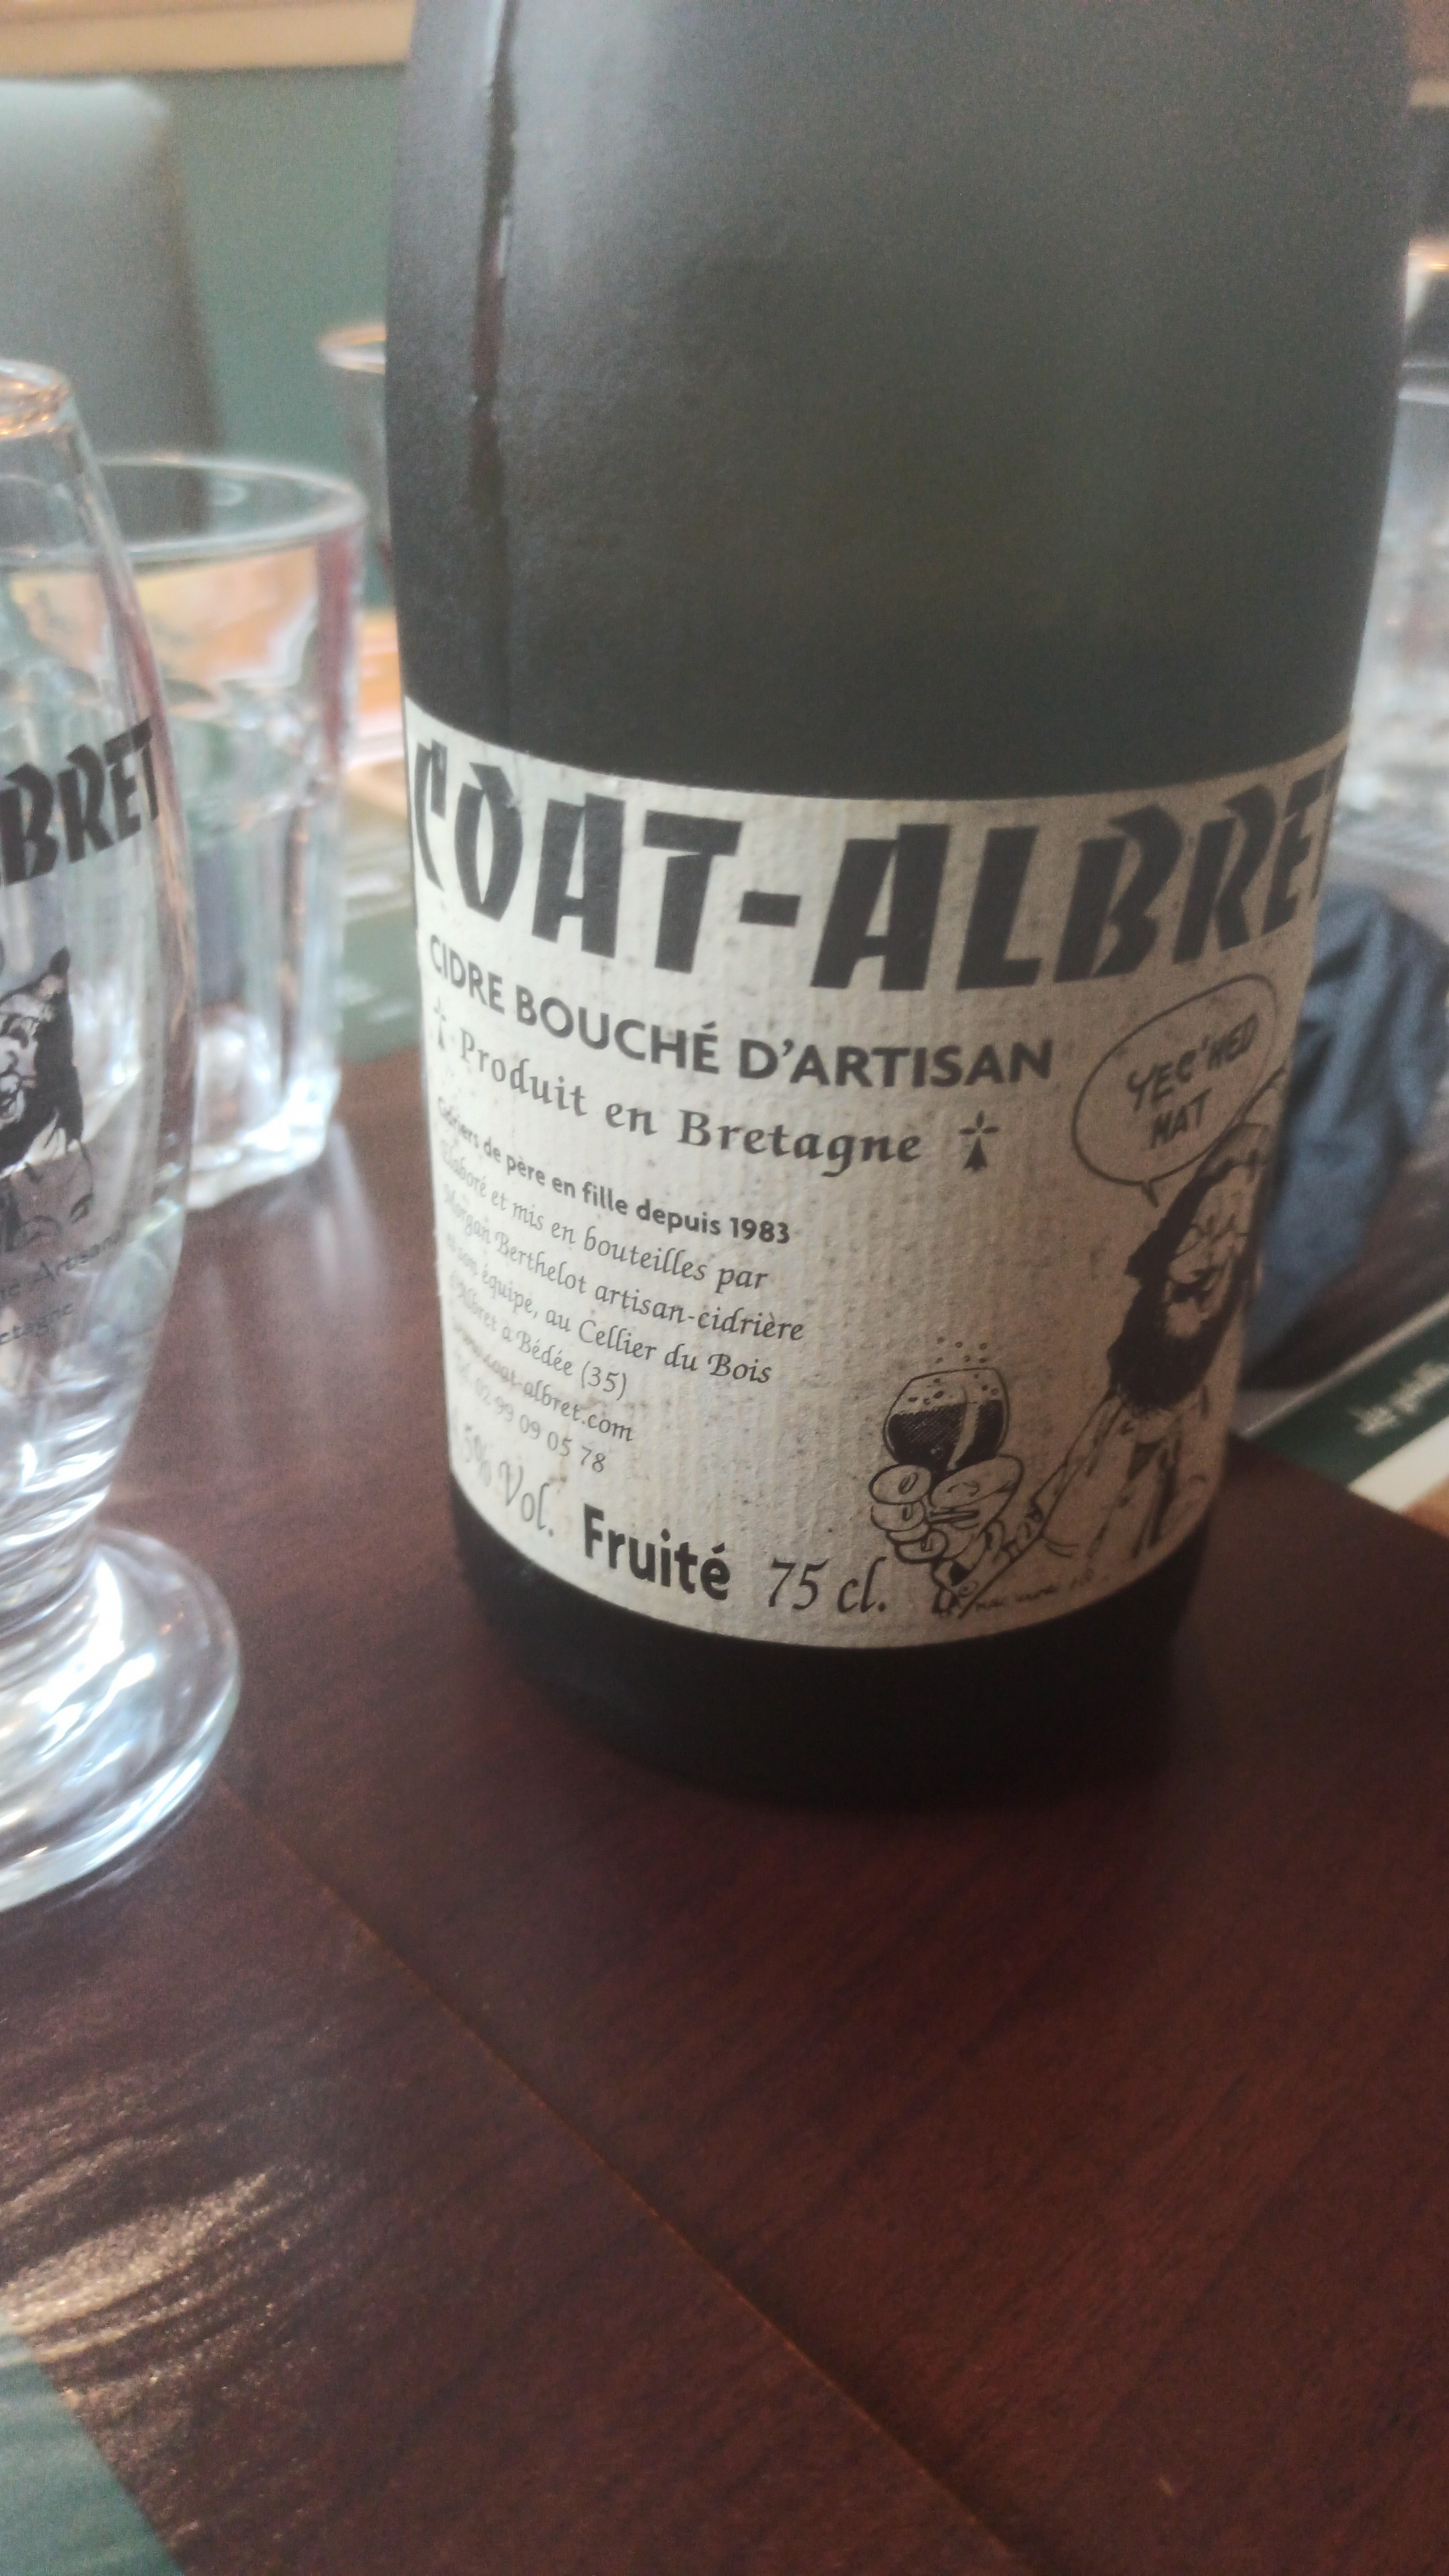 COAT-ALBRET
CIDRE BOUCHÉ D'ARTISAN
Produit en Bretagne
Cidriers de père en fille depuis 1983
Elaboré et mis en bouteilles par
Morgan Berthelot artisan-cidrière
et son équipe, au Cellier du Bois
d'Albret à Bédée (35)
www.coat-albret.com
Tél. 02 99 09 05 78
5% Vol. Fruité 75 cl.
YEC'HED
MAT
ALBRET